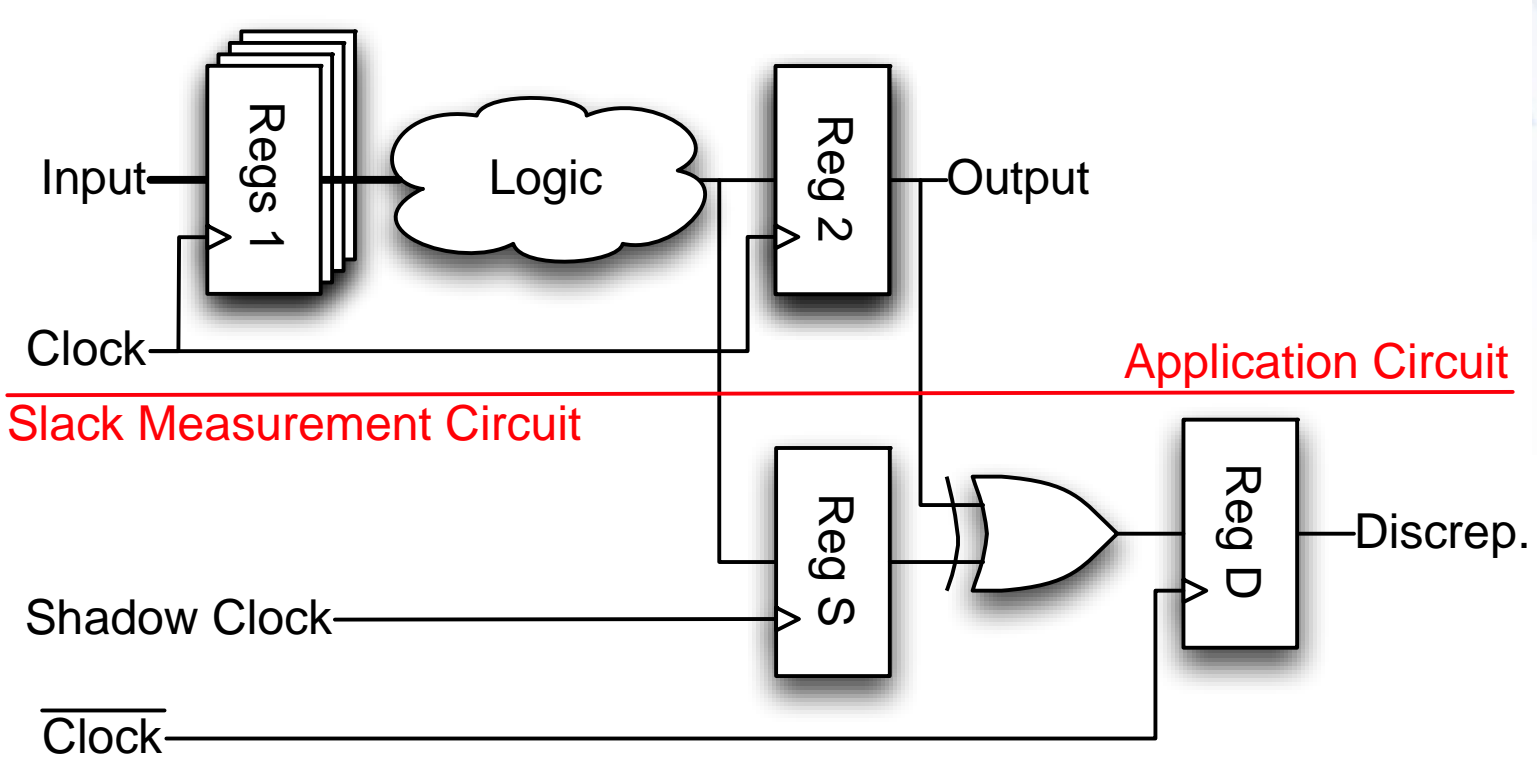 Regs 1
Reg 2
Input
Logic
Output
Clock
Application Circuit
Slack Measurement Circuit
Reg S
Reg D
Discrep.
Shadow Clock
Clock